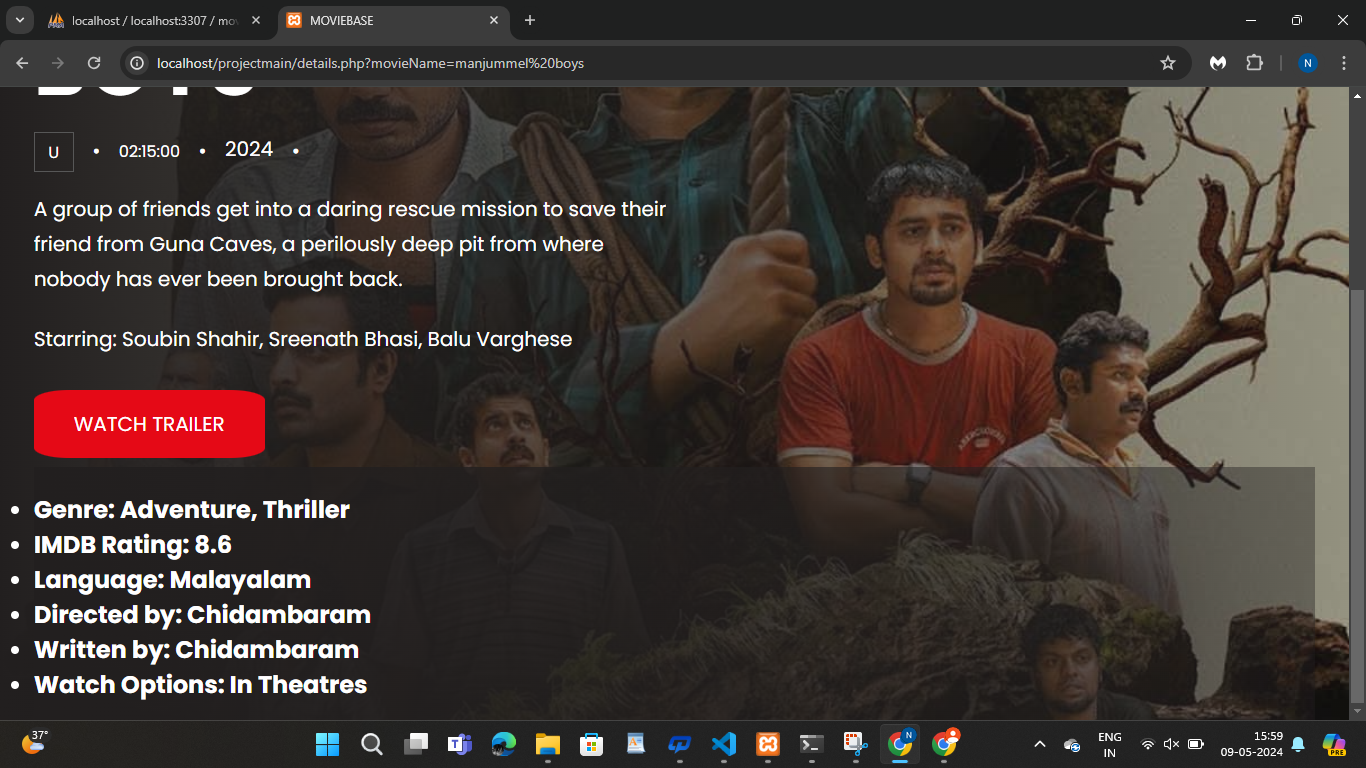 localhost / localhost:3307 / mov
MOVIEBASE
localhost/projectmain/details.php?movieName=manjummel%20boys
N
BOYS
U • 02:15:00 • 2024 •
A group of friends get into a daring rescue mission to save their
friend from Guna Caves, a perilously deep pit from where
nobody has ever been brought back.
Starring: Soubin Shahir, Sreenath Bhasi, Balu Varghese
WATCH TRAILER
• Genre: Adventure, Thriller
• IMDB Rating: 8.6
• Language: Malayalam
• Directed by: Chidambaram
• Written by: Chidambaram
• Watch Options: In Theatres
37°
N
ENG
IN
15:59
09-05-2024
PRE